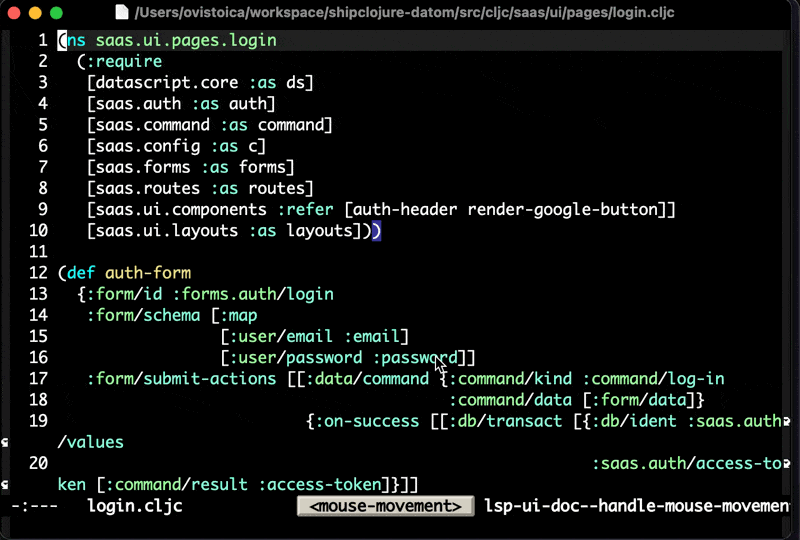 /Users/ovistoica/workspace/shipclojure-datom/src/cljc/saas/ui/pages/login.cljc
1 (ns saas.ui.pages.login
2 (:require
3 [datascript.core :as ds]
4 [saas.auth :as auth]
5 [saas.command :as command]
6 [saas.config :as c]
7 [saas.forms :as forms]
8 [saas.routes :as routes]
9 [saas.ui.components :refer [auth-header render-google-button]]
10 [saas.ui.layouts :as layouts]))
11
12 (def auth-form
13 {:form/id :forms.auth/login
14 :form/schema [:map
15 [:user/email :email]
16 [:user/password :password]]
17 :form/submit-actions [[:data/command {:command/kind :command/log-in
18 :command/data [:form/data]}
19 {:on-success [[:db/transact [{:db/ident :saas.auth
/values
20 :saas.auth/access-to
ken [:command/result :access-token]}]]
-:--- login.cljc <mouse-movement> lsp-ui-doc--handle-mouse-movemen